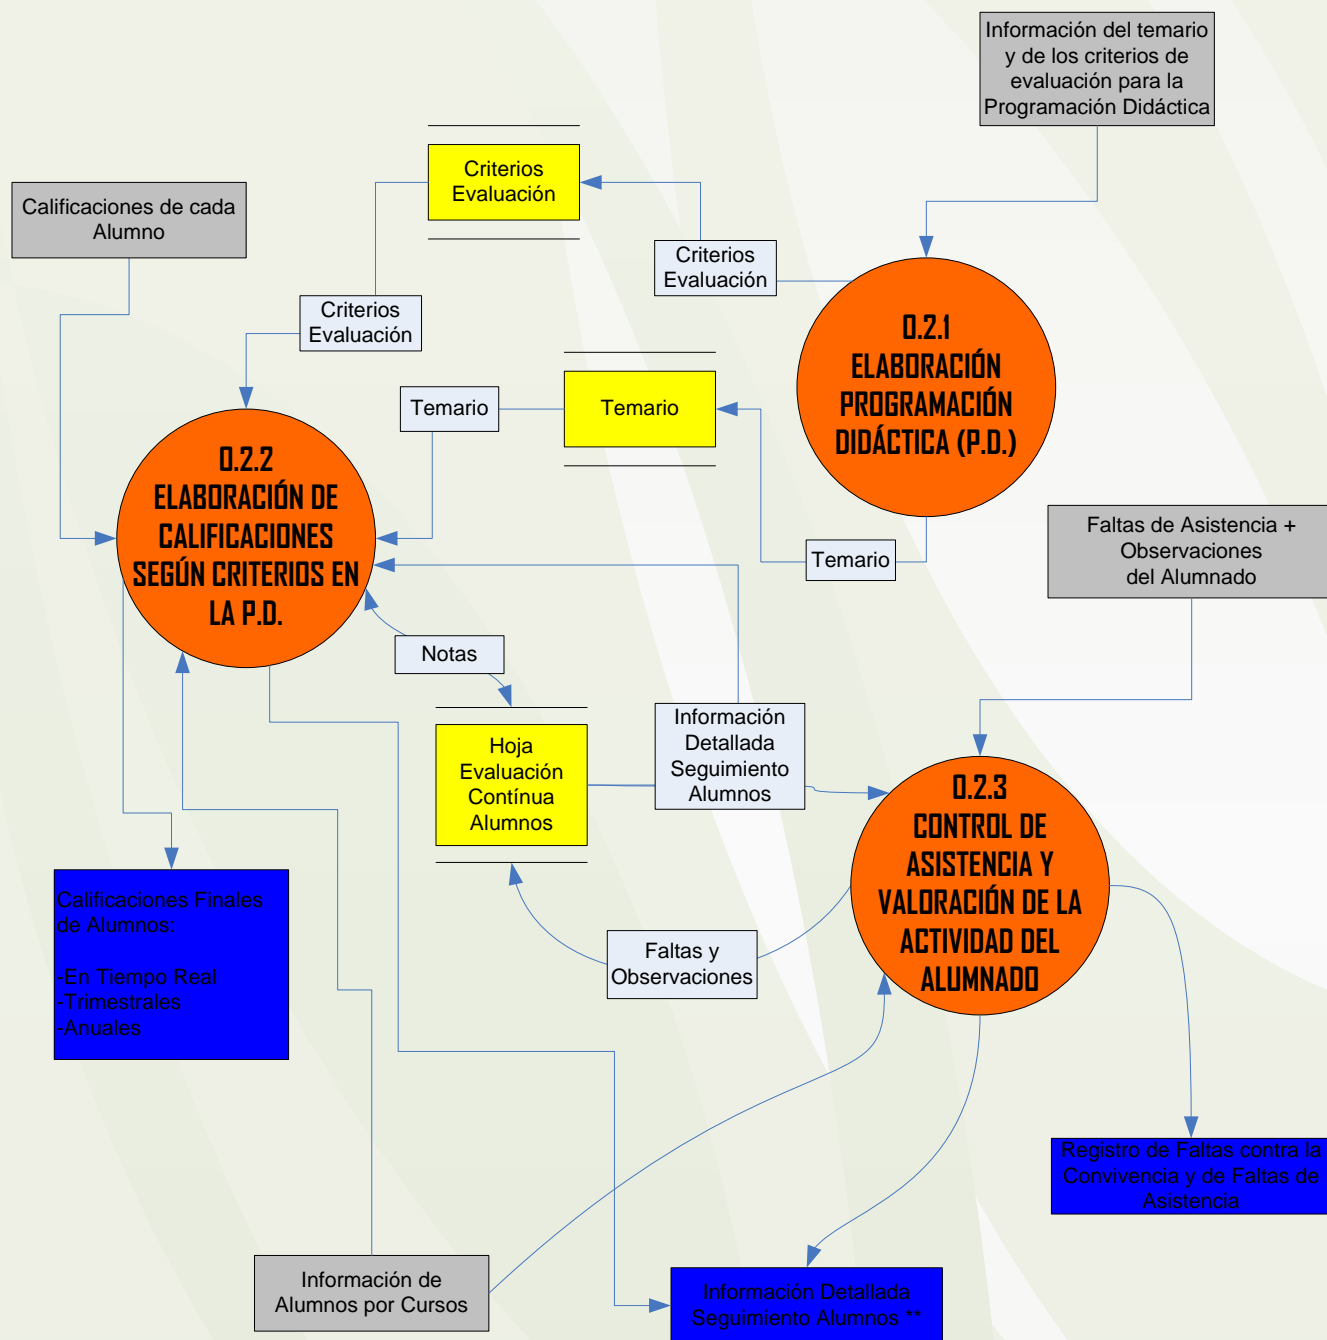 Información del temario
y de los criterios de
evaluación para la
Programación Didáctica
Criterios
Evaluación
Calificaciones de cada
Alumno
Criterios
Evaluación
Criterios
Evaluación
0.2.1
ELABORACIÓN
PROGRAMACIÓN
DIDÁCTICA (P.D.)
Temario
Temario
0.2.2
ELABORACIÓN DE
CALIFICACIONES
SEGÚN CRITERIOS EN
LA P.D.
Temario
Faltas de Asistencia +
Observaciones
del Alumnado
Notas
Hoja
Evaluación
Contínua
Alumnos
Información
Detallada
Seguimiento
Alumnos
0.2.3
CONTROL DE
ASISTENCIA Y
VALORACIÓN DE LA
ACTIVIDAD DEL
ALUMNADO
Calificaciones Finales
de Alumnos:
-En Tiempo Real
-Trimestrales
-Anuales
Faltas y
Observaciones
Registro de Faltas contra la
Convivencia y de Faltas de
Asistencia
Información de
Alumnos por Cursos
Información Detallada
Seguimiento Alumnos **